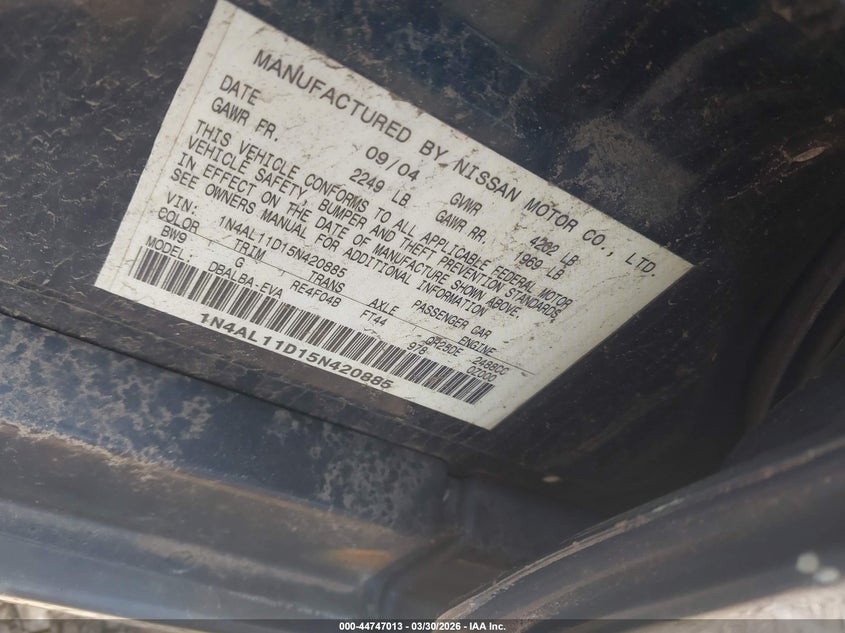 MANUFACTURED BY NISSAN MOTOR CO., LTD.
DATE 09/04 GVWR 4262 LB
GAWR FR. 2249 LB GAWR RR. 1969 LB
THIS VEHICLE CONFORMS TO ALL APPLICABLE FEDERAL MOTOR
VEHICLE SAFETY, BUMPER AND THEFT PREVENTION STANDARDS
IN EFFECT ON THE DATE OF MANUFACTURE SHOWN ABOVE.
SEE OWNERS MANUAL FOR ADDITIONAL INFORMATION
VIN: 1N4AL11D15N420885 PASSENGER CAR
COLOR TRIM TRANS AXLE ENGINE
BW9 G RE4F04B FT44 QR25DE 2488CC
MODEL: DBALBA-EVA 978 0Z000
1N4AL11D15N420885
000-44747013 — 03/30/2026 — IAA Inc.